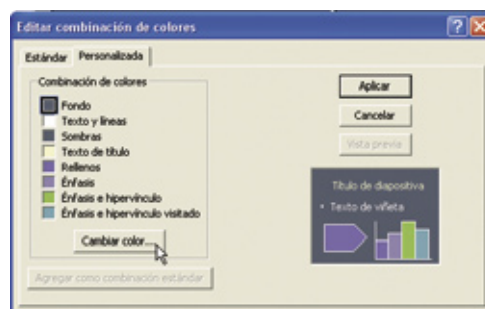 Editar combinación de colores
Estándar
Personalizada
Combinación de colores
Fondo
Texto y líneas
Sombras
Texto de título
Rellenos
Énfasis
Énfasis e hipervínculo
Énfasis e hipervínculo visitado
Cambiar color...
Agregar como combinación estándar
Aplicar
Cancelar
Vista previa
Título de diapositiva
• Texto de viñeta